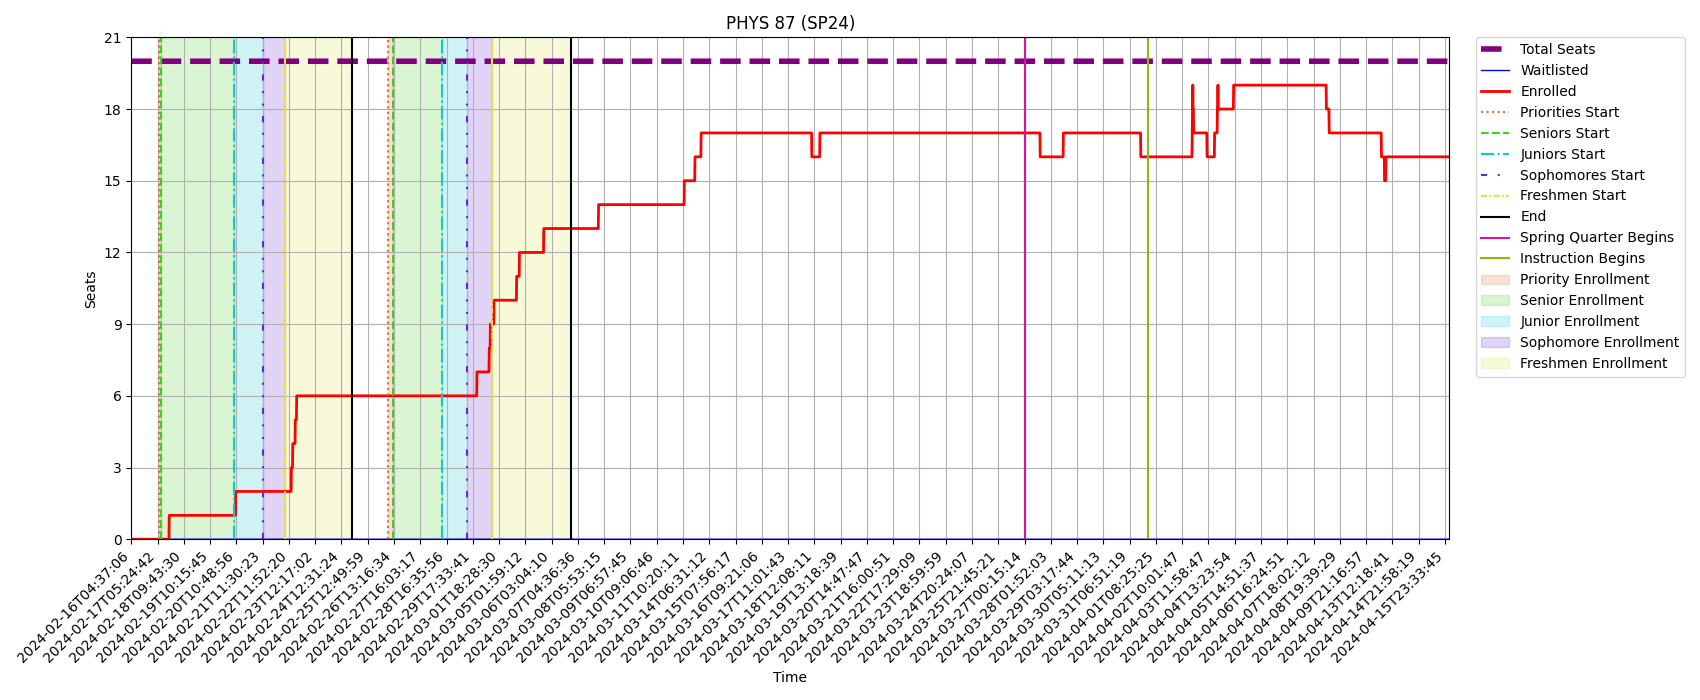 PHYS 87 (SP24)
21
18
15
12
9
6
3
0
Seats
2024-02-16T04:37:06
2024-02-17T05:24:42
2024-02-18T09:43:30
2024-02-19T10:15:45
2024-02-20T10:48:56
2024-02-21T11:30:23
2024-02-22T11:52:20
2024-02-23T12:17:02
2024-02-24T12:31:24
2024-02-25T12:49:59
2024-02-26T13:16:34
2024-02-27T16:03:17
2024-02-28T16:35:56
2024-02-29T17:33:41
2024-03-01T18:28:30
2024-03-05T01:59:12
2024-03-06T03:04:10
2024-03-07T04:36:36
2024-03-08T05:53:15
2024-03-09T06:57:45
2024-03-10T09:06:46
2024-03-11T10:20:11
2024-03-14T06:31:12
2024-03-15T07:56:17
2024-03-16T09:21:06
2024-03-17T11:01:43
2024-03-18T12:08:11
2024-03-19T13:18:39
2024-03-20T14:47:47
2024-03-21T16:00:51
2024-03-22T17:29:09
2024-03-23T18:59:59
2024-03-24T20:24:07
2024-03-25T21:45:21
2024-03-27T00:15:14
2024-03-28T01:52:03
2024-03-29T03:17:44
2024-03-30T05:11:13
2024-03-31T06:51:19
2024-04-01T08:25:25
2024-04-02T10:01:47
2024-04-03T11:58:47
2024-04-04T13:23:54
2024-04-05T14:51:37
2024-04-06T16:24:51
2024-04-07T18:02:12
2024-04-08T19:39:29
2024-04-09T21:16:57
2024-04-13T12:18:41
2024-04-14T21:58:19
2024-04-15T23:33:45
Time
Total Seats
Waitlisted
Enrolled
Priorities Start
Seniors Start
Juniors Start
Sophomores Start
Freshmen Start
End
Spring Quarter Begins
Instruction Begins
Priority Enrollment
Senior Enrollment
Junior Enrollment
Sophomore Enrollment
Freshmen Enrollment